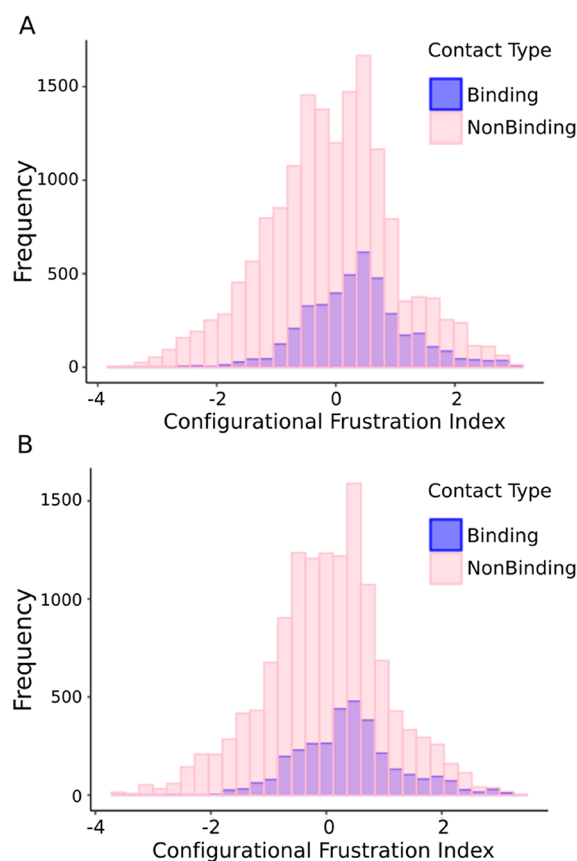 A
Contact Type
Binding
NonBinding
Frequency
1500
1000
500
0
-4
-2
0
2
Configurational Frustration Index
B
Contact Type
Binding
NonBinding
Frequency
1500
1000
500
0
-4
-2
0
2
Configurational Frustration Index